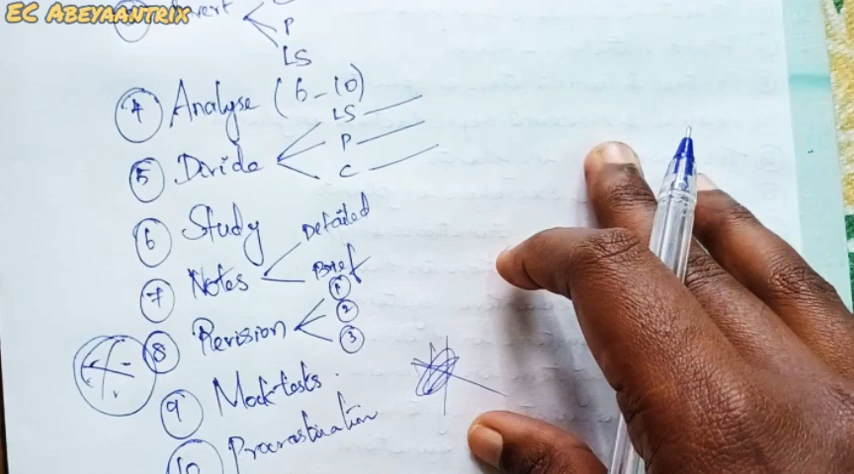 EC ABEYAANTRIX
P
LS
4 Analyse (6-10)
5 Divide LS
P
C
6 Study
7 Notes Detailed
Brief
8 Revision 1
2
3
9 Mock-tests.
10 Procrastination